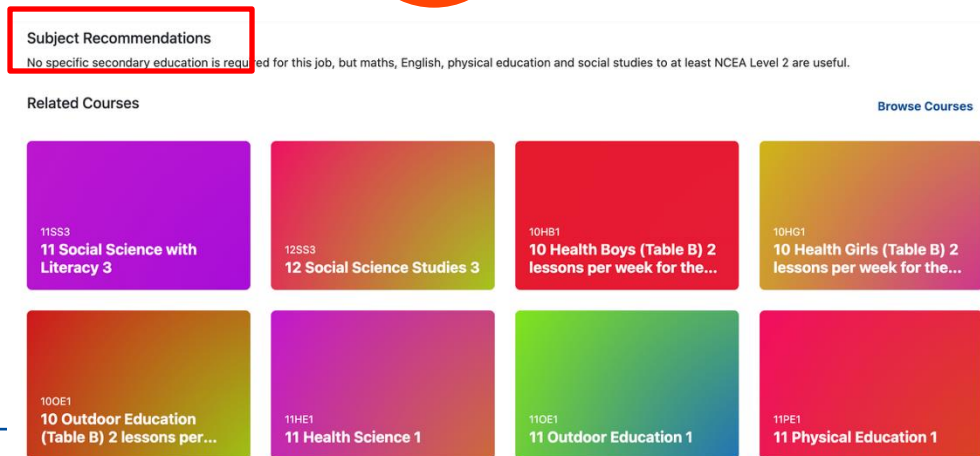 Subject Recommendations
No specific secondary education is required for this job, but maths, English, physical education and social studies to at least NCEA Level 2 are useful.
Related Courses
Browse Courses
11SS3
11 Social Science with
Literacy 3
12SS3
12 Social Science Studies 3
10HB1
10 Health Boys (Table B) 2
lessons per week for the...
10HG1
10 Health Girls (Table B) 2
lessons per week for the...
10OE1
10 Outdoor Education
(Table B) 2 lessons per...
11HE1
11 Health Science 1
11OE1
11 Outdoor Education 1
11PE1
11 Physical Education 1